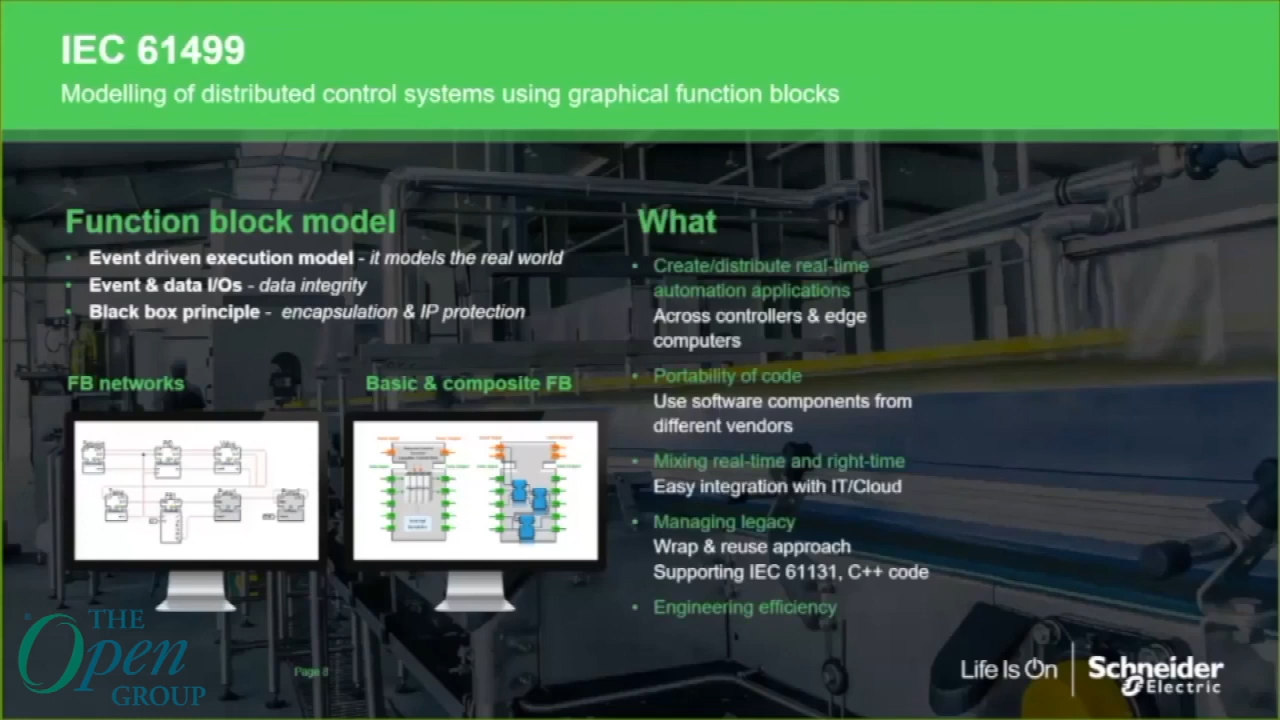 IEC 61499
Modelling of distributed control systems using graphical function blocks
Function block model
• Event driven execution model - it models the real world
• Event & data I/Os - data integrity
• Black box principle - encapsulation & IP protection
FB networks
Basic & composite FB
What
• Create/distribute real-time
automation applications
Across controllers & edge
computers
• Portability of code
Use software components from
different vendors
• Mixing real-time and right-time
Easy integration with IT/Cloud
• Managing legacy
Wrap & reuse approach
Supporting IEC 61131, C++ code
• Engineering efficiency
THE
Open
GROUP
Page 8
Life Is On
Schneider
Electric